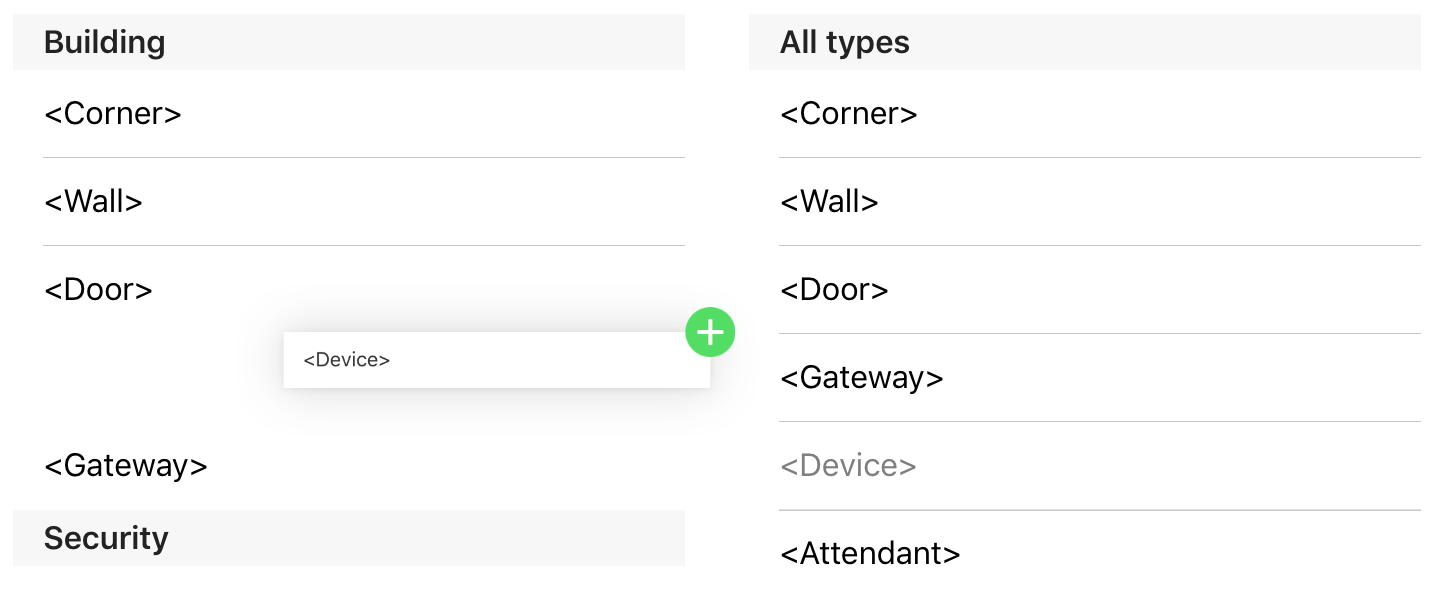 Building
<Corner>
<Wall>
<Door>
<Device>
<Gateway>
Security
All types
<Corner>
<Wall>
<Door>
<Gateway>
<Device>
<Attendant>